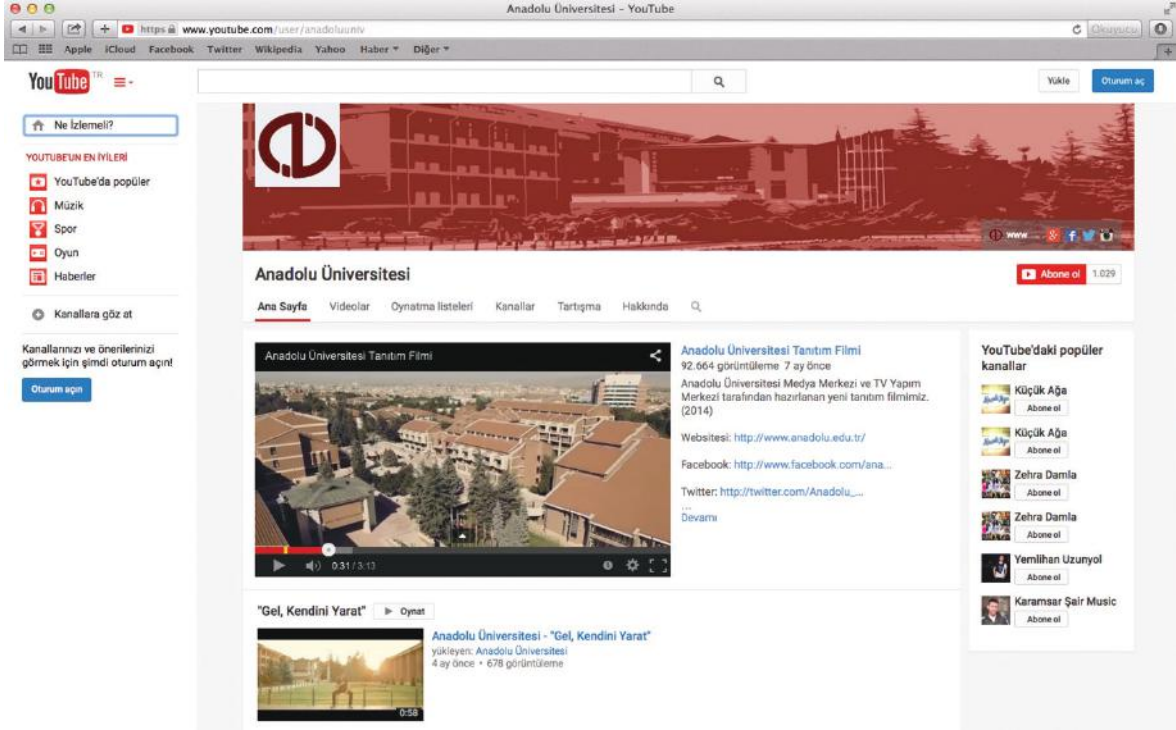 Anadolu Üniversitesi - YouTube
https www.youtube.com/user/anadoluuniv
Okuyucu
Apple iCloud Facebook Twitter Wikipedia Yahoo Haber Diğer
YouTube TR
Yükle
Oturum aç
Ne İzlemeli?
YOUTUBE'UN EN İYİLERİ
YouTube'da popüler
Müzik
Spor
Oyun
Haberler
Kanallara göz at
Kanallarınızı ve önerilerinizi
görmek için şimdi oturum açın!
Oturum açın
www
Anadolu Üniversitesi
Abone ol 1.029
Ana Sayfa Videolar Oynatma listeleri Kanallar Tartışma Hakkında
Anadolu Üniversitesi Tanıtım Filmi
0:31 / 3:13
Anadolu Üniversitesi Tanıtım Filmi
92.664 görüntüleme 7 ay önce
Anadolu Üniversitesi Medya Merkezi ve TV Yapım
Merkezi tarafından hazırlanan yeni tanıtım filmimiz.
(2014)
Websitesi: http://www.anadolu.edu.tr/
Facebook: http://www.facebook.com/ana...
Twitter: http://twitter.com/Anadolu_...
...
Devamı
"Gel, Kendini Yarat" Oynat
0:58
Anadolu Üniversitesi - "Gel, Kendini Yarat"
yükleyen: Anadolu Üniversitesi
4 ay önce • 678 görüntüleme
YouTube'daki popüler
kanallar
Küçük Ağa
Abone ol
Küçük Ağa
Abone ol
Zehra Damla
Abone ol
Zehra Damla
Abone ol
Yemlihan Uzunyol
Abone ol
Karamsar Şair Music
Abone ol